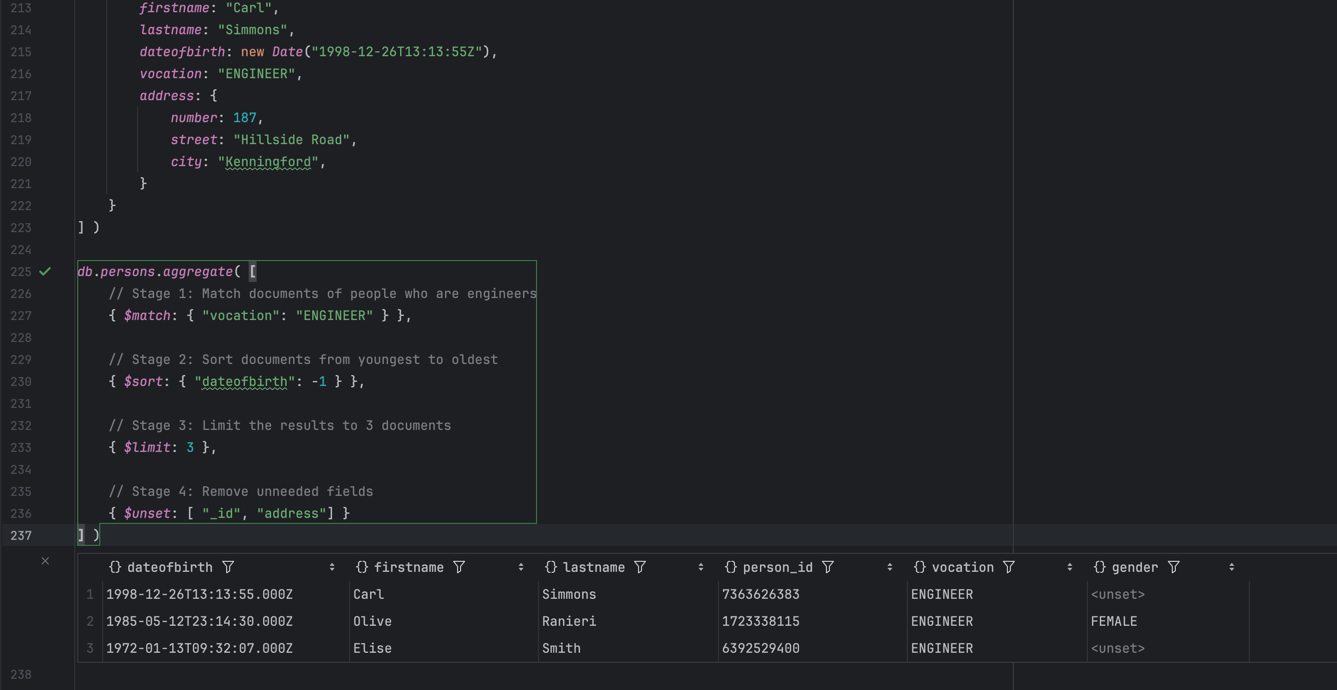 213 firstname: "Carl",
214 lastname: "Simmons",
215 dateofbirth: new Date("1998-12-26T13:13:55Z"),
216 vocation: "ENGINEER",
217 address: {
218 number: 187,
219 street: "Hillside Road",
220 city: "Kenningford",
221 }
222 }
223 ] )
224
225 db.persons.aggregate( [
226 // Stage 1: Match documents of people who are engineers
227 { $match: { "vocation": "ENGINEER" } },
228
229 // Stage 2: Sort documents from youngest to oldest
230 { $sort: { "dateofbirth": -1 } },
231
232 // Stage 3: Limit the results to 3 documents
233 { $limit: 3 },
234
235 // Stage 4: Remove unneeded fields
236 { $unset: [ "_id", "address"] }
237 ] )
{} dateofbirth {} firstname {} lastname {} person_id {} vocation {} gender
1 1998-12-26T13:13:55.000Z Carl Simmons 7363626383 ENGINEER <unset>
2 1985-05-12T23:14:30.000Z Olive Ranieri 1723338115 ENGINEER FEMALE
3 1972-01-13T09:32:07.000Z Elise Smith 6392529400 ENGINEER <unset>
238